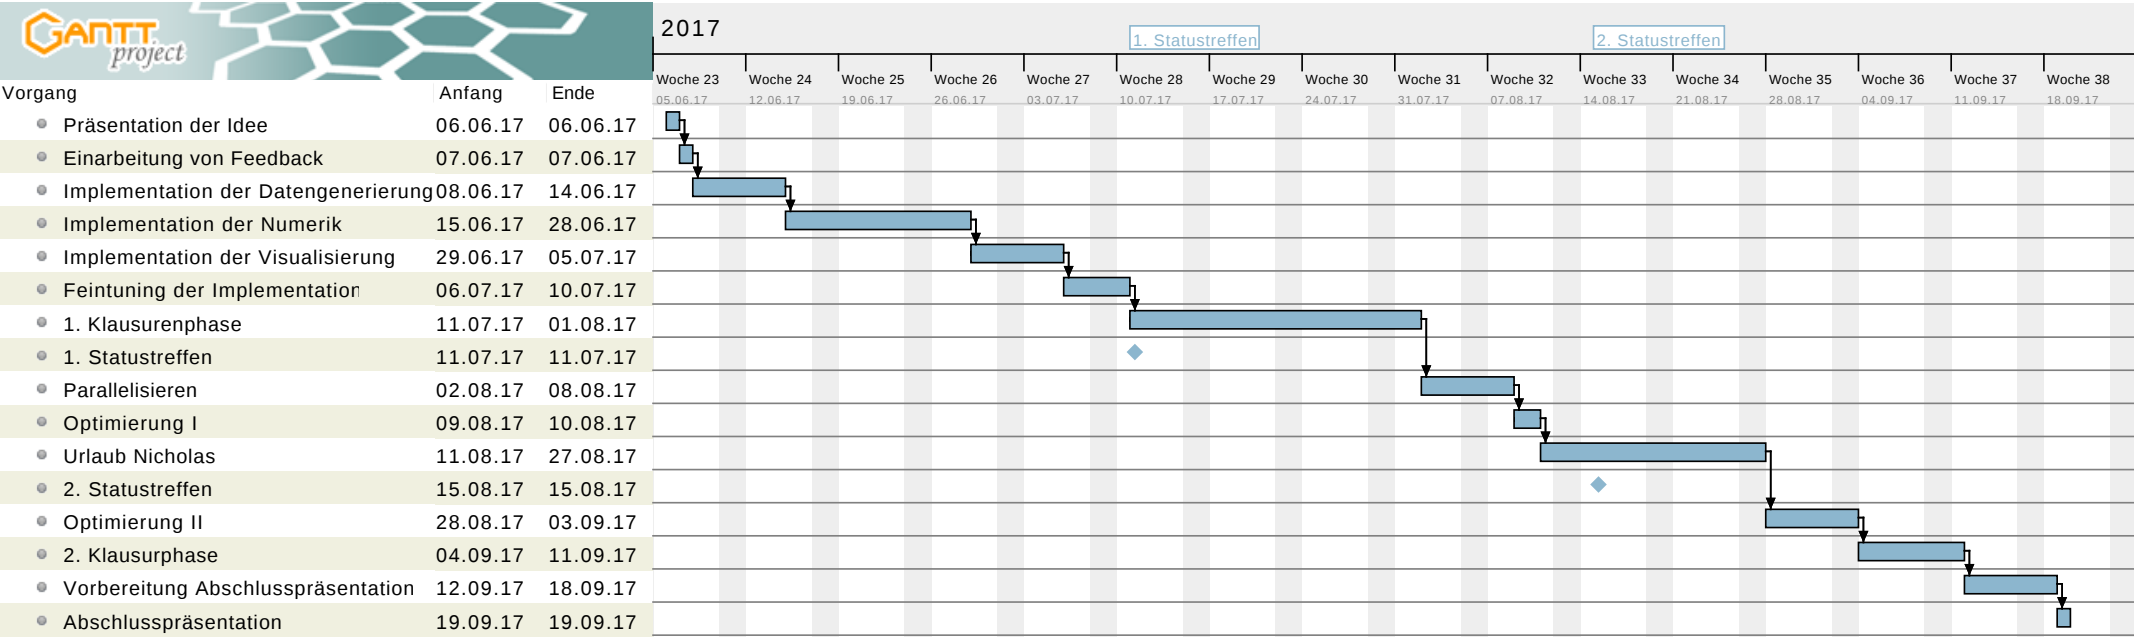 GANTT
project
2017
1. Statustreffen
2. Statustreffen
Woche 23 Woche 24 Woche 25 Woche 26 Woche 27 Woche 28 Woche 29 Woche 30 Woche 31 Woche 32 Woche 33 Woche 34 Woche 35 Woche 36 Woche 37 Woche 38
Vorgang Anfang Ende
05.06.17 12.06.17 19.06.17 26.06.17 03.07.17 10.07.17 17.07.17 24.07.17 31.07.17 07.08.17 14.08.17 21.08.17 28.08.17 04.09.17 11.09.17 18.09.17
Präsentation der Idee 06.06.17 06.06.17
Einarbeitung von Feedback 07.06.17 07.06.17
Implementation der Datengenerierung 08.06.17 14.06.17
Implementation der Numerik 15.06.17 28.06.17
Implementation der Visualisierung 29.06.17 05.07.17
Feintuning der Implementation 06.07.17 10.07.17
1. Klausurenphase 11.07.17 01.08.17
1. Statustreffen 11.07.17 11.07.17
Parallelisieren 02.08.17 08.08.17
Optimierung I 09.08.17 10.08.17
Urlaub Nicholas 11.08.17 27.08.17
2. Statustreffen 15.08.17 15.08.17
Optimierung II 28.08.17 03.09.17
2. Klausurphase 04.09.17 11.09.17
Vorbereitung Abschlusspräsentation 12.09.17 18.09.17
Abschlusspräsentation 19.09.17 19.09.17